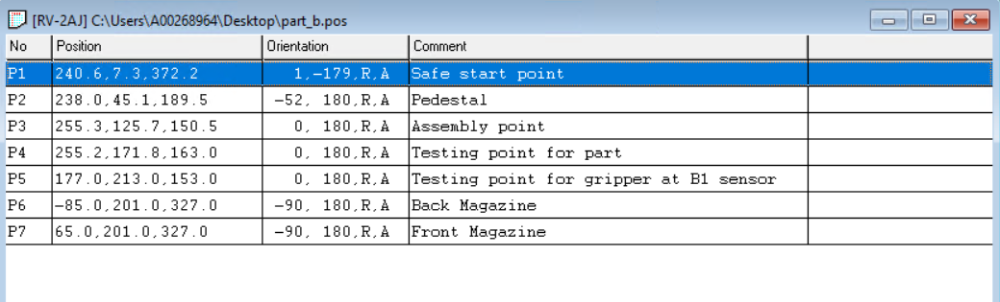 [RV-2AJ] C:\Users\A00268964\Desktop\part_b.pos
No Position Orientation Comment
P1 240.6,7.3,372.2 1,-179,R,A Safe start point
P2 238.0,45.1,189.5 -52, 180,R,A Pedestal
P3 255.3,125.7,150.5 0, 180,R,A Assembly point
P4 255.2,171.8,163.0 0, 180,R,A Testing point for part
P5 177.0,213.0,153.0 0, 180,R,A Testing point for gripper at B1 sensor
P6 -85.0,201.0,327.0 -90, 180,R,A Back Magazine
P7 65.0,201.0,327.0 -90, 180,R,A Front Magazine